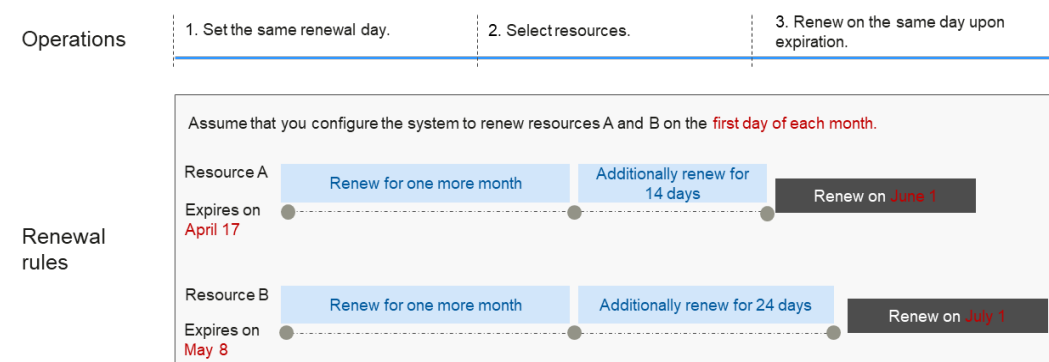 Operations
1. Set the same renewal day.
2. Select resources.
3. Renew on the same day upon
expiration.
Assume that you configure the system to renew resources A and B on the first day of each month.
Renewal
rules
Resource A
Renew for one more month
Additionally renew for
14 days
Renew on June 1
Expires on
April 17
Resource B
Renew for one more month
Additionally renew for 24 days
Renew on July 1
Expires on
May 8